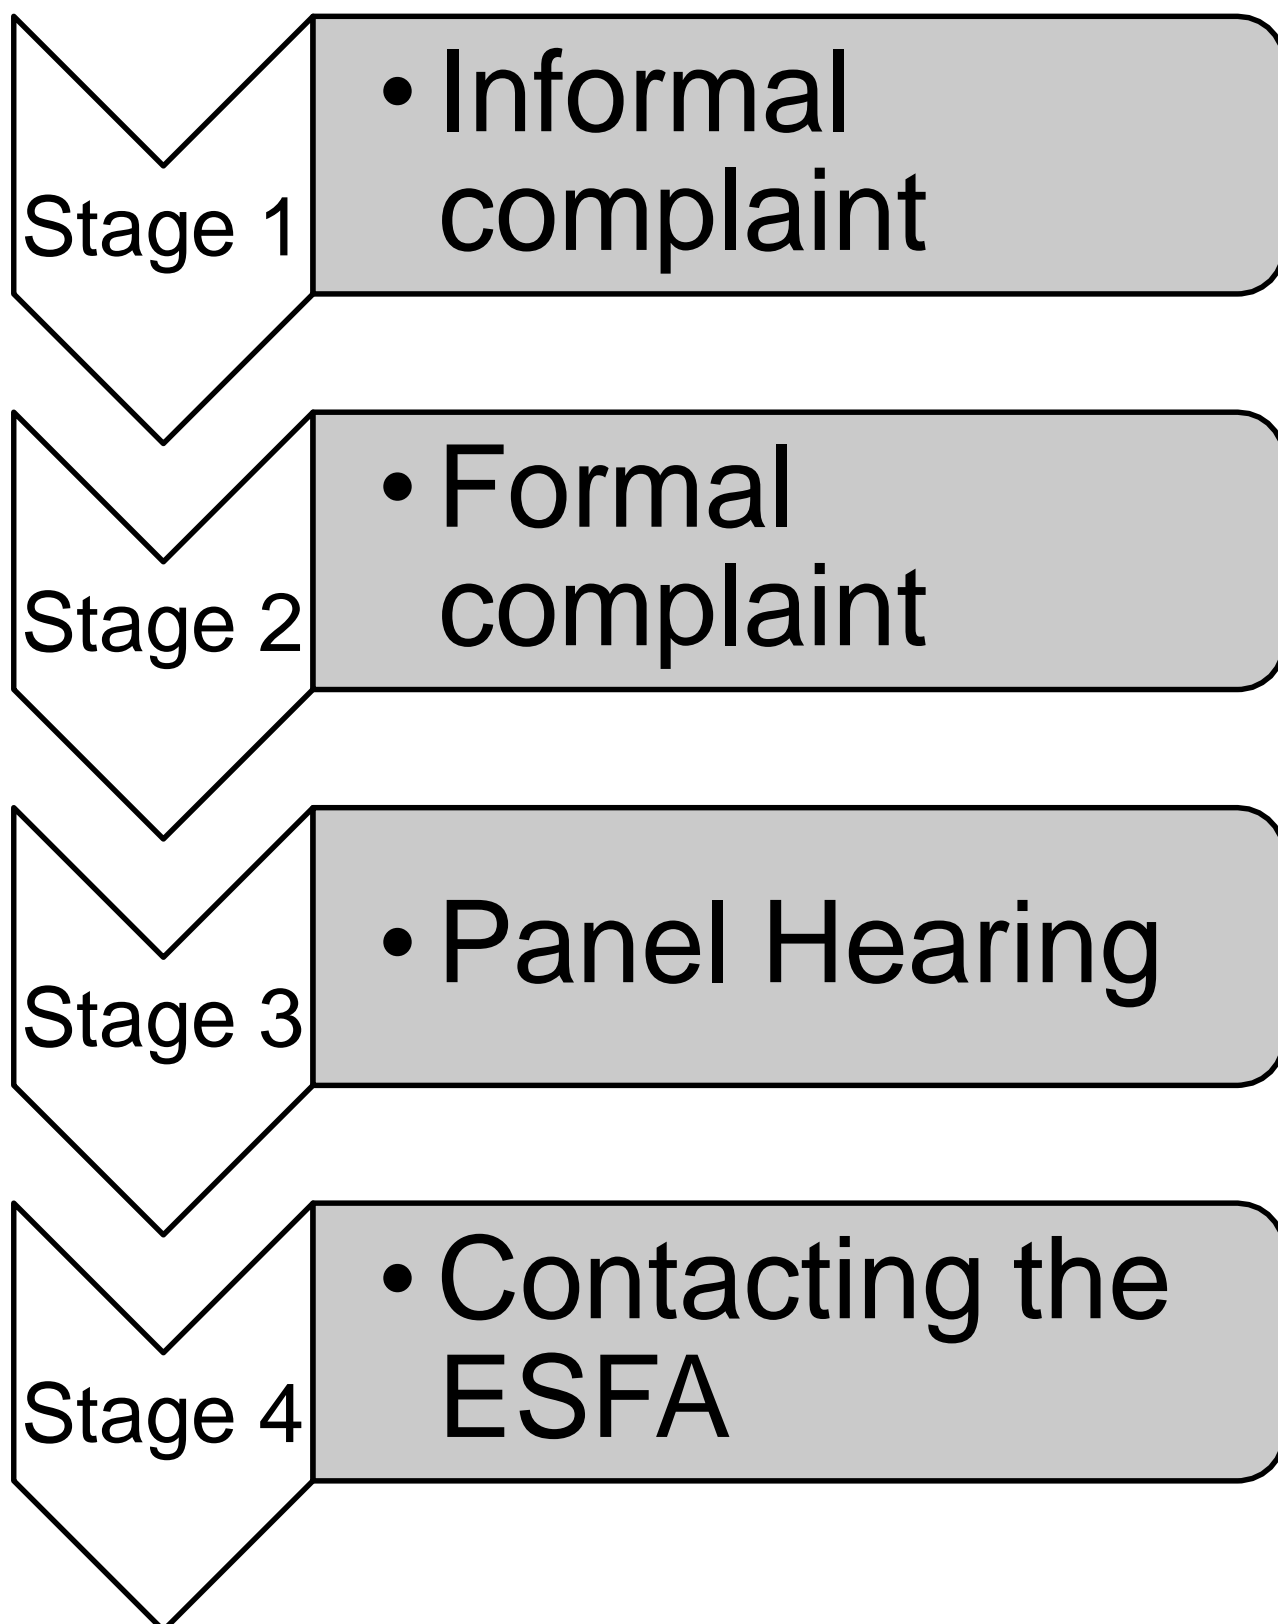 Stage 1
• Informal
complaint
Stage 2
• Formal
complaint
Stage 3
• Panel Hearing
Stage 4
• Contacting the
ESFA